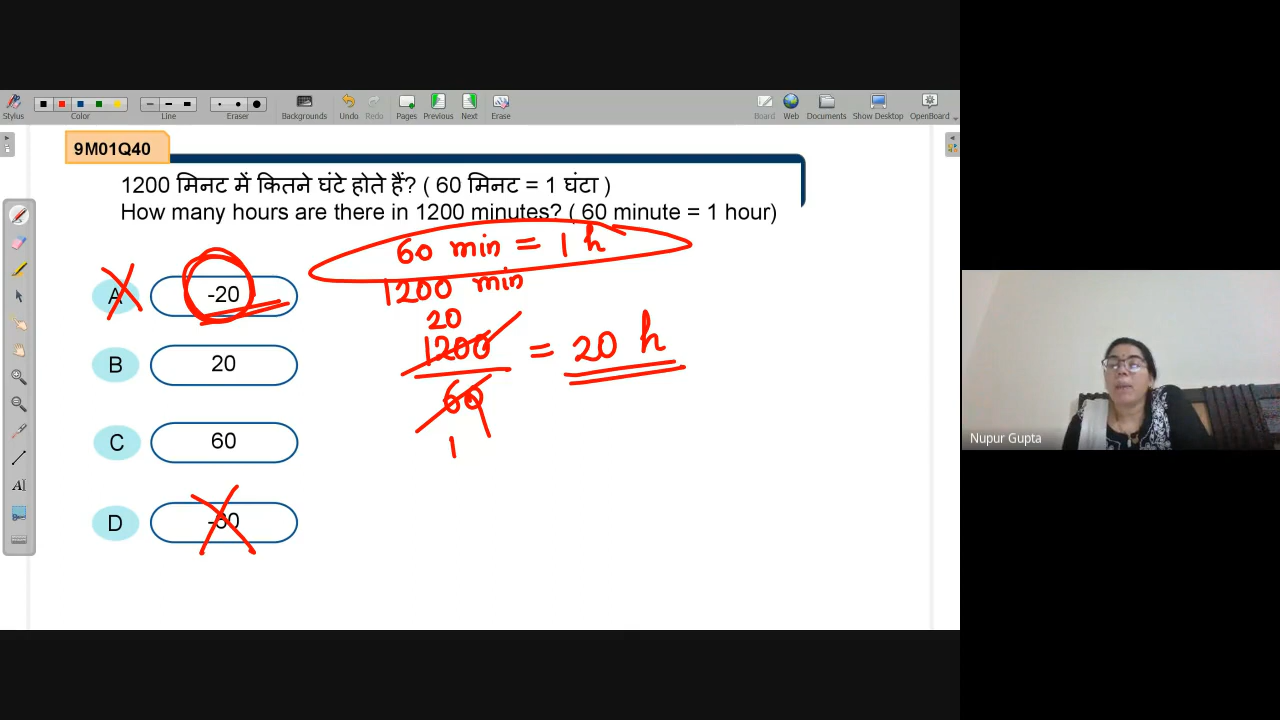 Stylus Color Line Eraser Backgrounds Undo Redo Pages Previous Next Erase Board Web Documents Show Desktop OpenBoard
9M01Q40
1200 मिनट में कितने घंटे होते हैं? ( 60 मिनट = 1 घंटा )
How many hours are there in 1200 minutes? ( 60 minute = 1 hour)
60 min = 1 h
1200 min
A -20
20
1200 = 20 h
60
1
B 20
C 60
D -60
Nupur Gupta